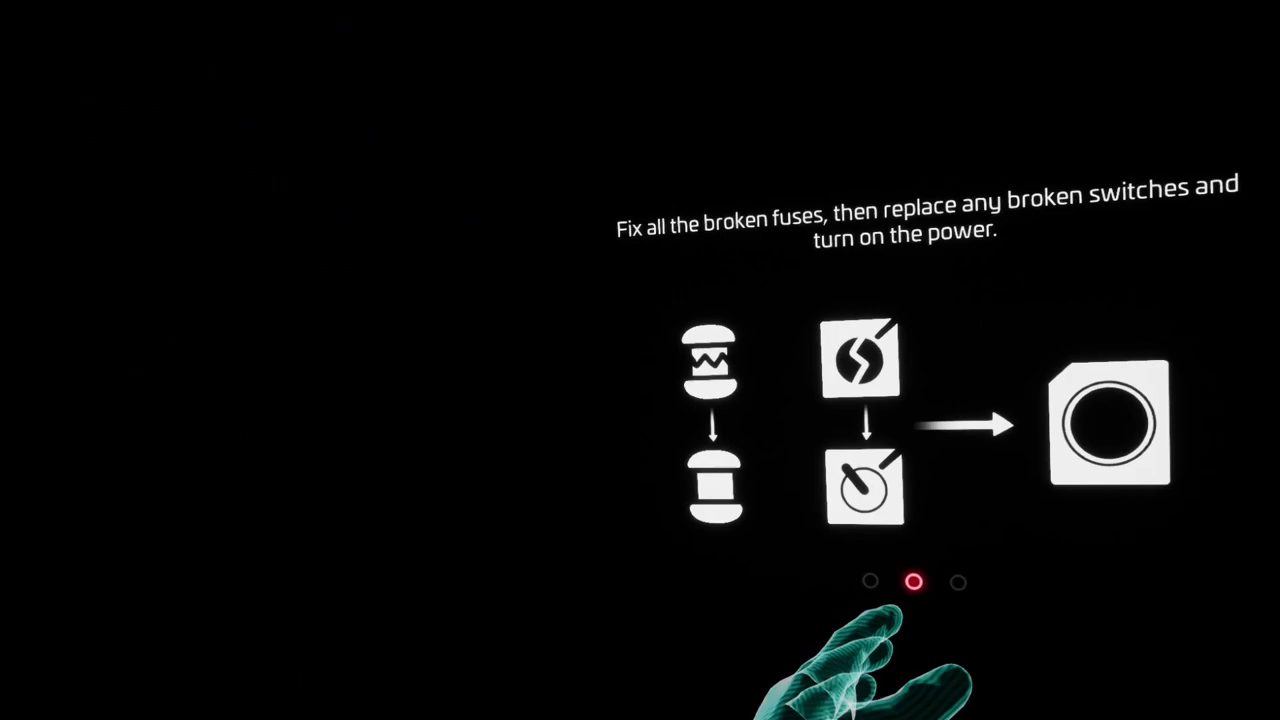 Fix all the broken fuses, then replace any broken switches and
turn on the power.